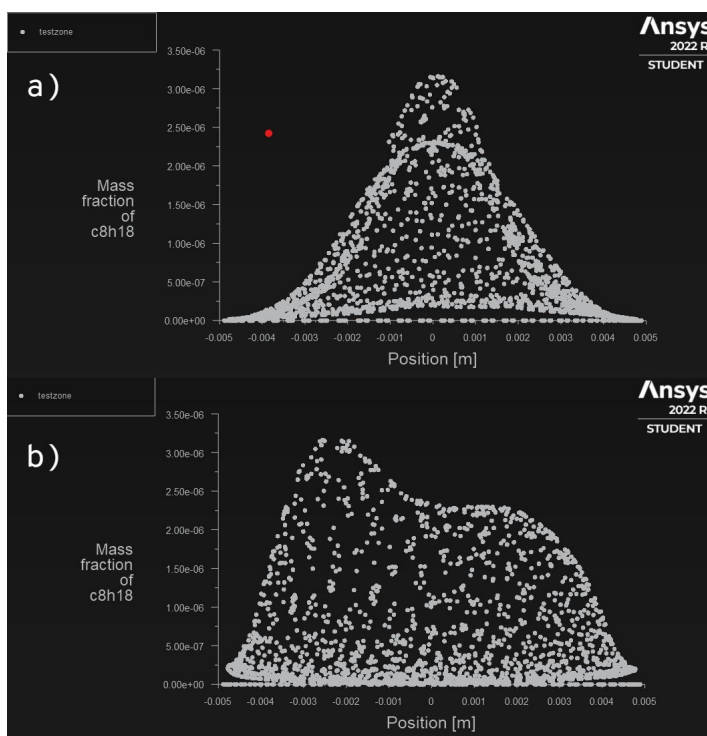 testzone
Ansys
2022 R
STUDENT
a)
3.50e-06
3.00e-06
2.50e-06
2.00e-06
1.50e-06
1.00e-06
5.00e-07
0.00e+00
Mass
fraction
of
c8h18
-0.005 -0.004 -0.003 -0.002 -0.001 0 0.001 0.002 0.003 0.004 0.005
Position [m]
testzone
Ansys
2022 R
STUDENT
b)
3.50e-06
3.00e-06
2.50e-06
2.00e-06
1.50e-06
1.00e-06
5.00e-07
0.00e+00
Mass
fraction
of
c8h18
-0.005 -0.004 -0.003 -0.002 -0.001 0 0.001 0.002 0.003 0.004 0.005
Position [m]